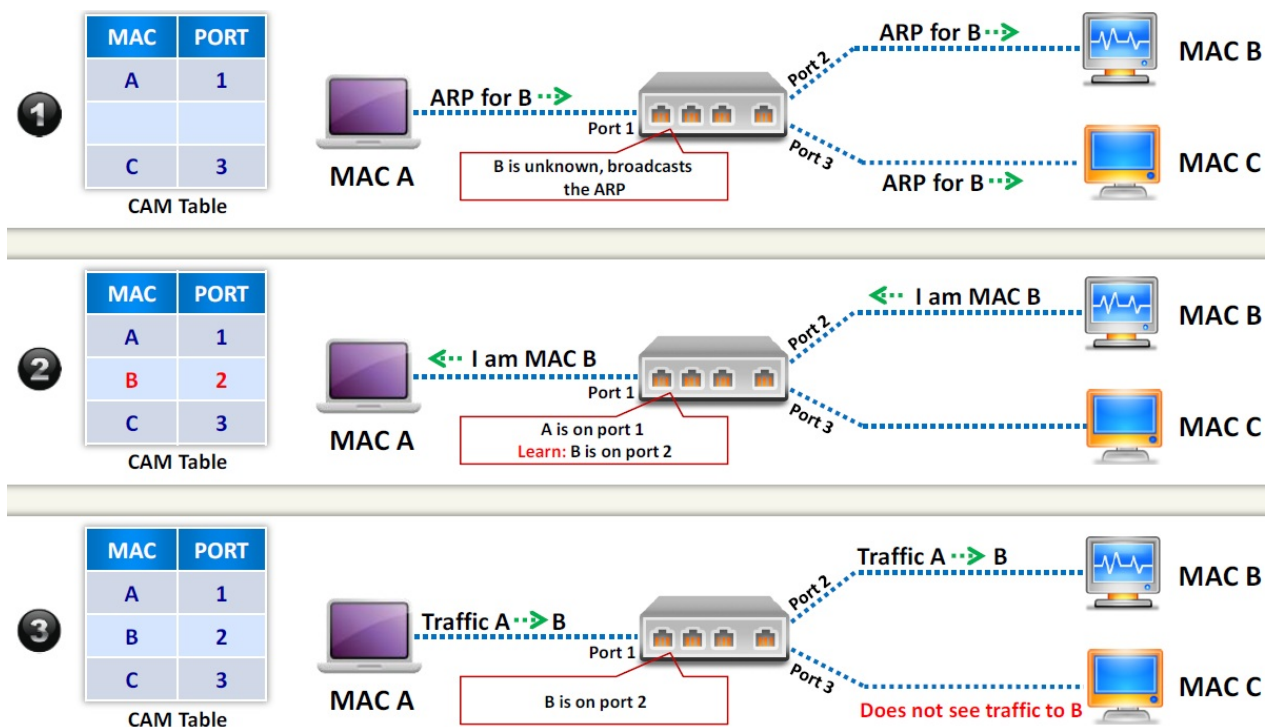 MAC PORT
A 1
C 3
CAM Table
1
MAC A
ARP for B
Port 1
B is unknown, broadcasts
the ARP
Port 2
ARP for B
MAC B
Port 3
ARP for B
MAC C
MAC PORT
A 1
B 2
C 3
CAM Table
2
MAC A
I am MAC B
Port 1
A is on port 1
Learn: B is on port 2
Port 2
I am MAC B
MAC B
Port 3
MAC C
MAC PORT
A 1
B 2
C 3
CAM Table
3
MAC A
Traffic A B
Port 1
B is on port 2
Port 2
Traffic A B
MAC B
Port 3
Does not see traffic to B
MAC C